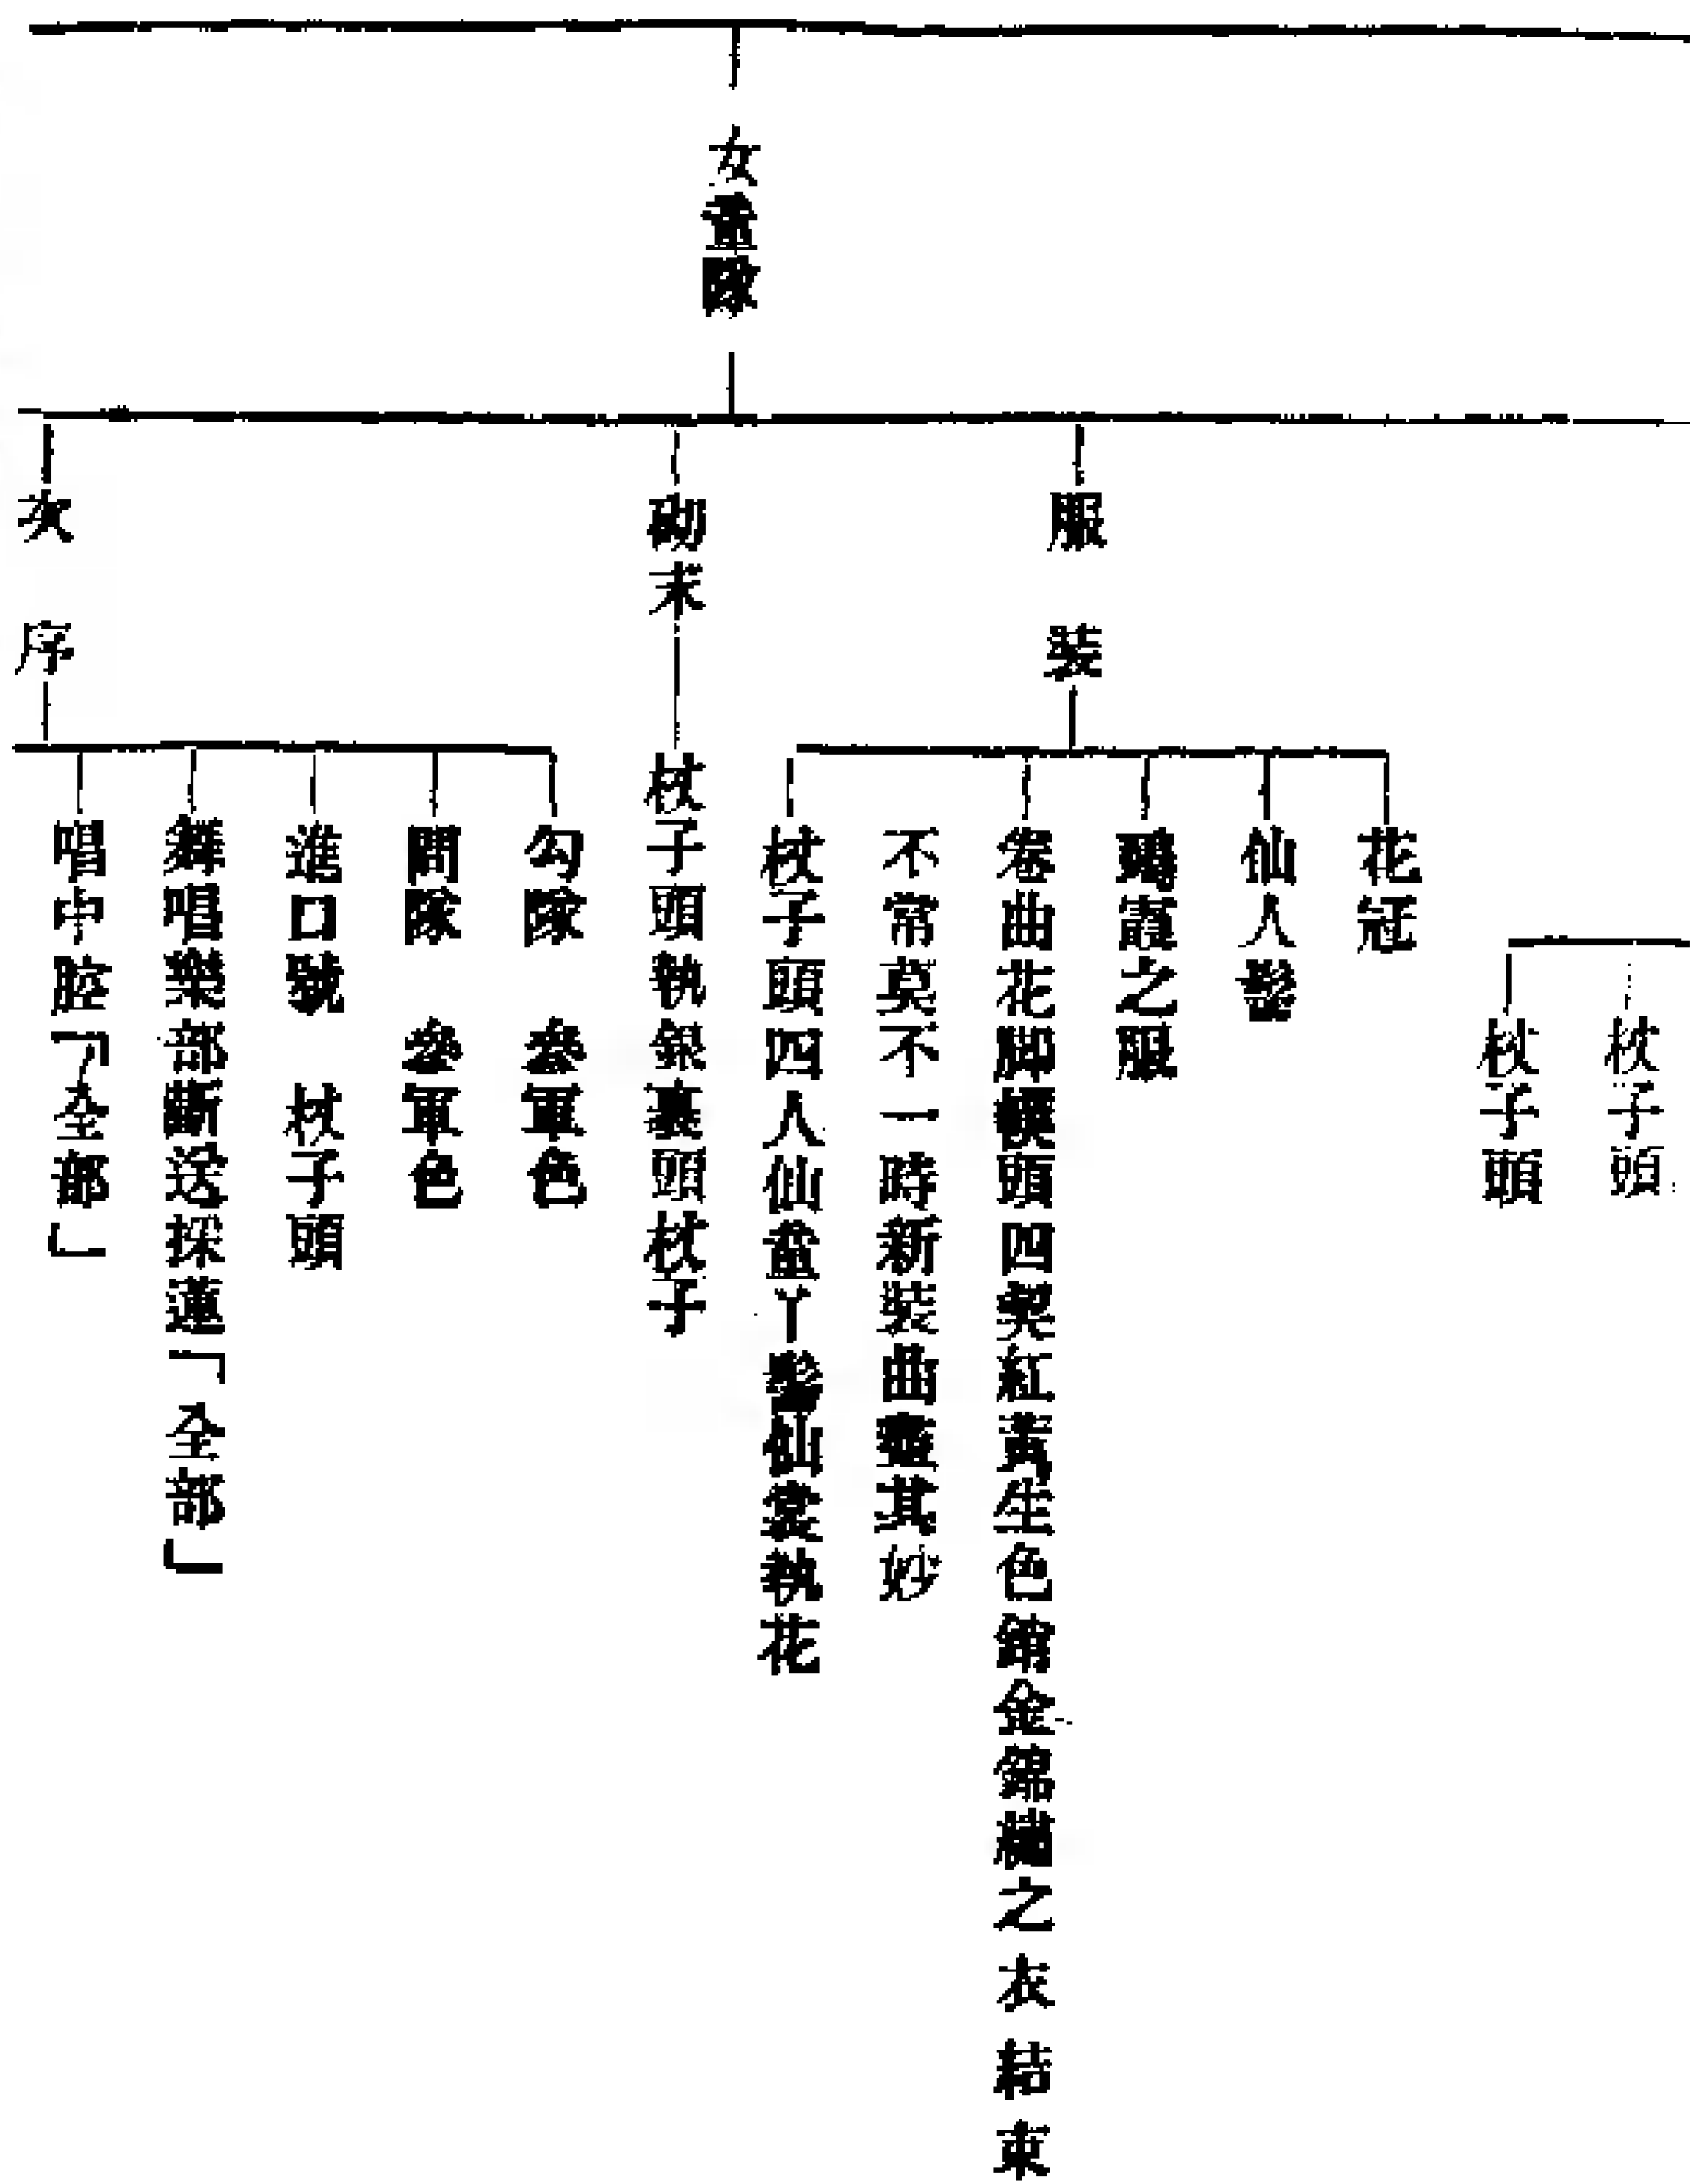 女童隊
服裝
砌末
次序
杖子頭
杖子頭
花冠
仙人髻
鵶霞之服
卷曲花脚幞頭四契紅黃生色銷金錦繡之衣結束
不常莫不一時新裝曲盡其妙
杖子頭四人仙童丫髻仙裳執花
杖子頭執銀裹頭杖子
勾隊 參軍色
問隊 參軍色
進口號 杖子頭
舞唱樂部斷送採蓮「全部」
唱中腔「全部」